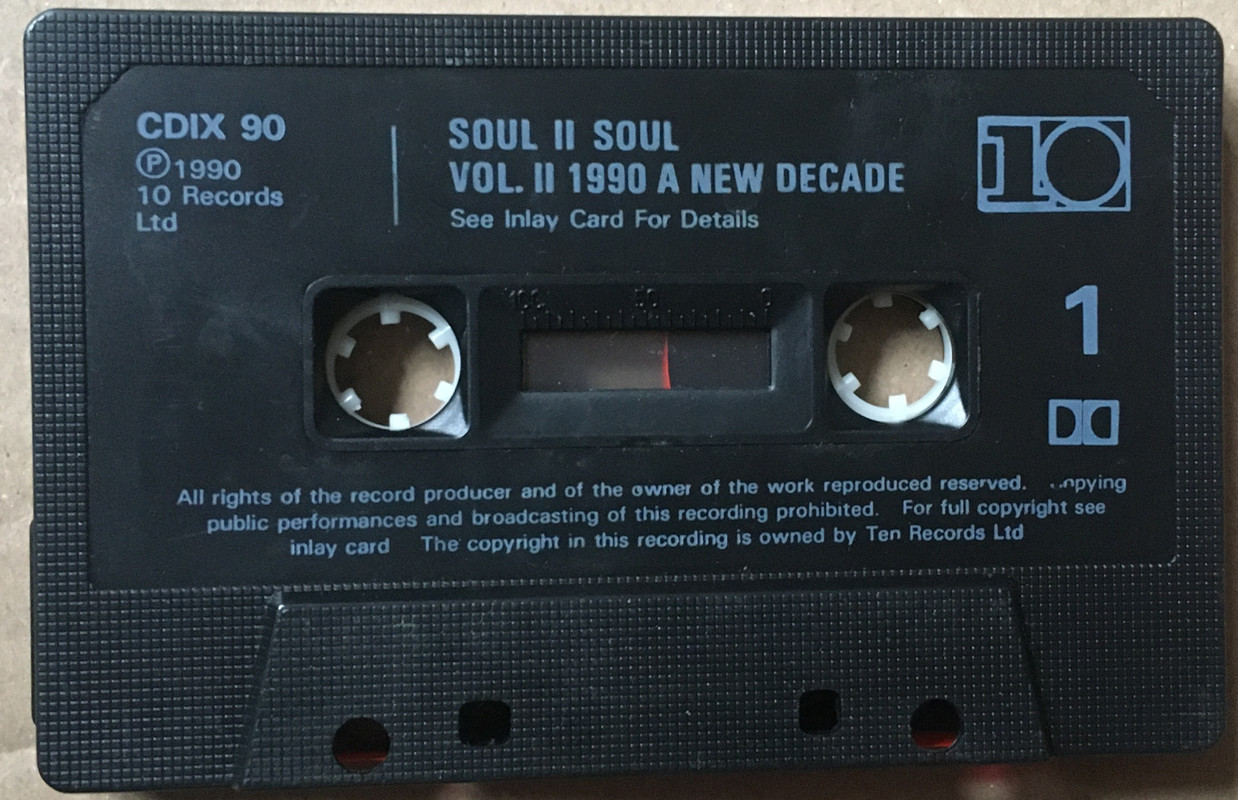 CDIX 90
Ⓟ 1990
10 Records
Ltd
SOUL II SOUL
VOL. II 1990 A NEW DECADE
See Inlay Card For Details
10
100 50 0
1
All rights of the record producer and of the owner of the work reproduced reserved.
public performances and broadcasting of this recording prohibited. For full copyright see
inlay card The copyright in this recording is owned by Ten Records Ltd